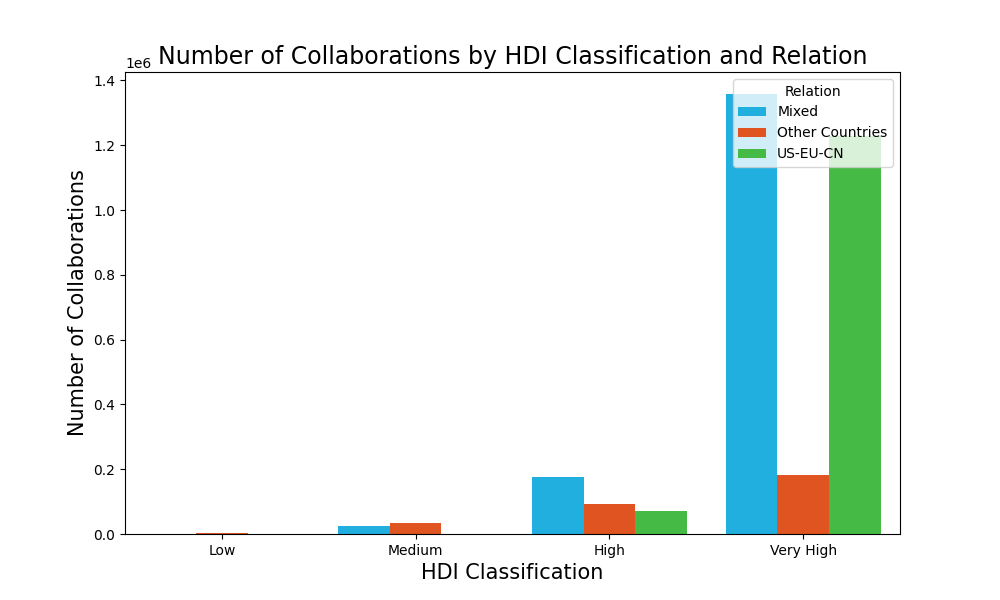 Number of Collaborations by HDI Classification and Relation
1e6
1.4
1.2
1.0
0.8
0.6
0.4
0.2
0.0
Number of Collaborations
Relation
Mixed
Other Countries
US-EU-CN
Low
Medium
High
Very High
HDI Classification